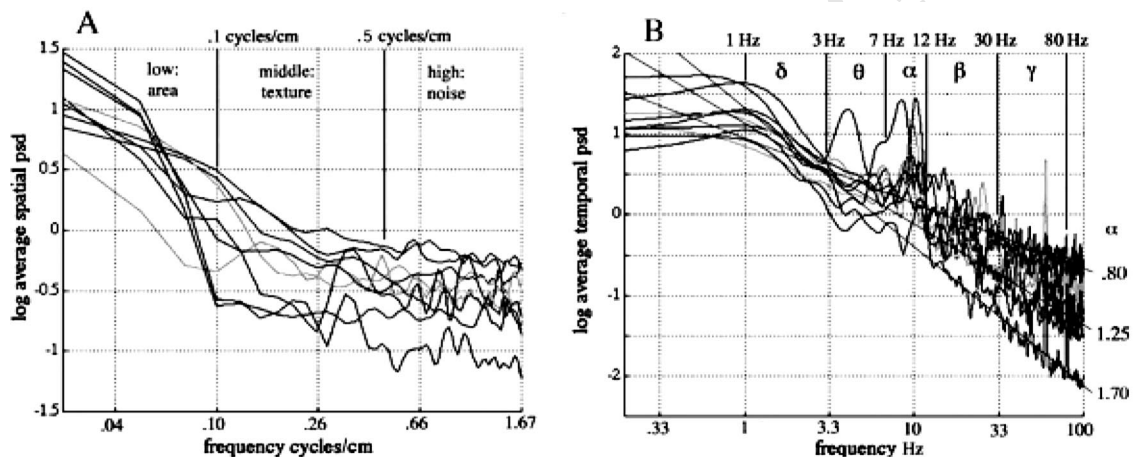 A
.1 cycles/cm
.5 cycles/cm
1.5
1
0.5
0
-0.5
-1
-1.5
low:
area
middle:
texture
high:
noise
log average spatial psd
.04
.10
.26
.66
1.67
frequency cycles/cm
B
1 Hz
3 Hz
7 Hz
12 Hz
30 Hz
80 Hz
δ
θ
α
β
γ
2
1
0
-1
-2
log average temporal psd
α
.80
1.25
1.70
.33
1
3.3
10
33
100
frequency Hz